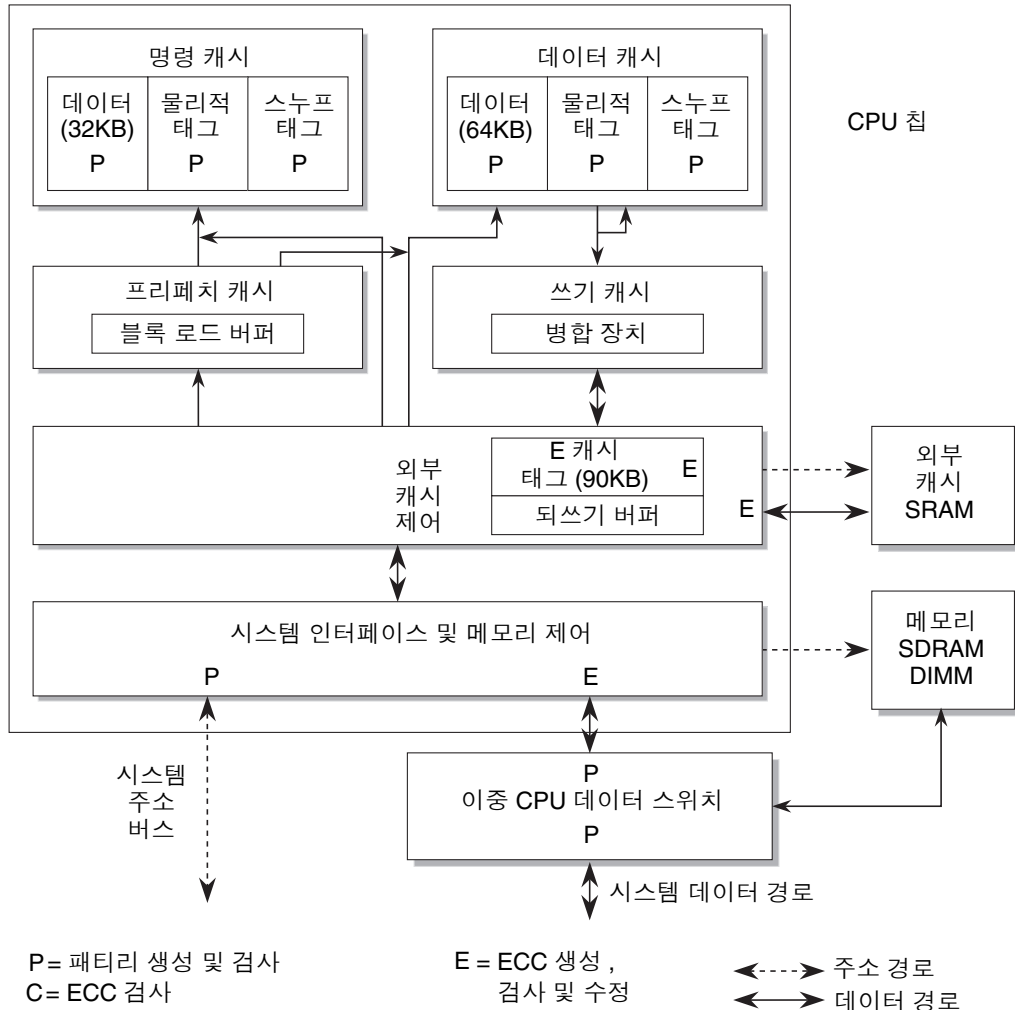 명령 캐시
데이터
(32KB)
P
물리적
태그
P
스누프
태그
P
데이터 캐시
데이터
(64KB)
P
물리적
태그
P
스누프
태그
P
CPU 칩
프리페치 캐시
블록 로드 버퍼
쓰기 캐시
병합 장치
외부
캐시
제어
E 캐시
태그 (90KB)
E
되쓰기 버퍼
E
외부
캐시
SRAM
시스템 인터페이스 및 메모리 제어
P
E
메모리
SDRAM
DIMM
시스템
주소
버스
P
이중 CPU 데이터 스위치
P
시스템 데이터 경로
P = 패티리 생성 및 검사
C = ECC 검사
E = ECC 생성 ,
검사 및 수정
주소 경로
데이터 경로